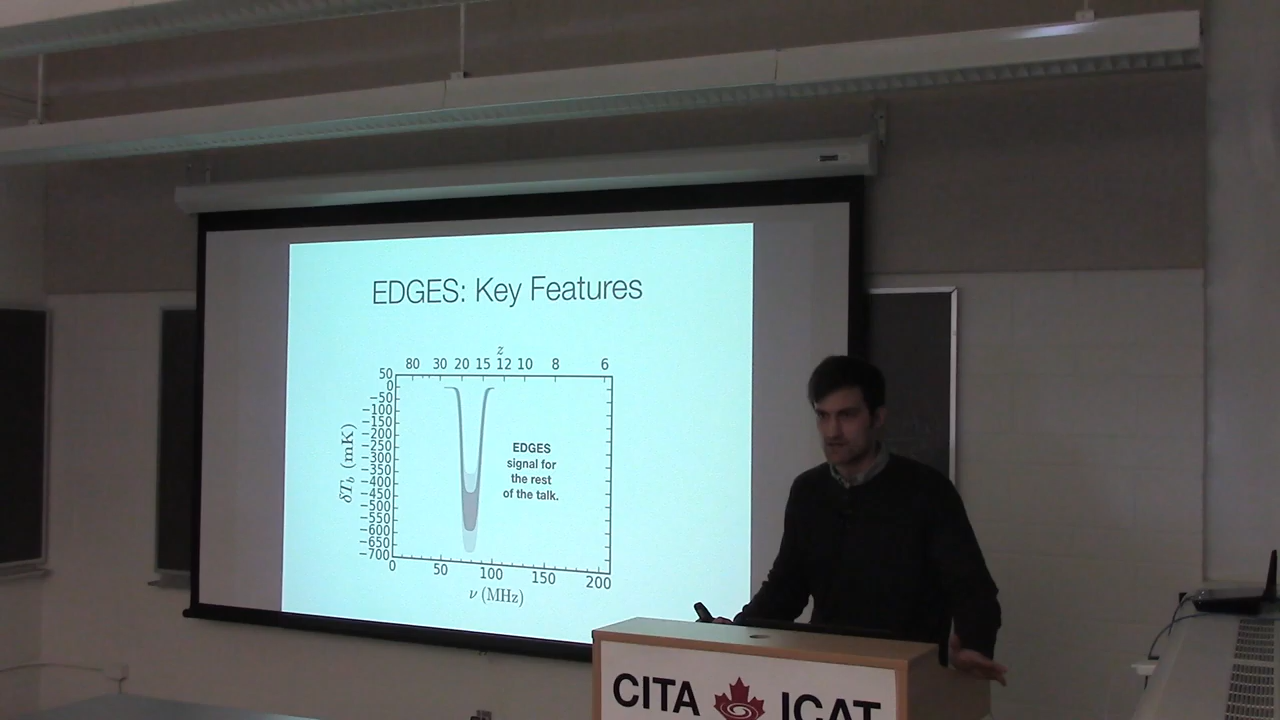 EDGES: Key Features
z
80 30 20 15 12 10 8 6
50
0
−50
−100
−150
−200
−250
−300
−350
−400
−450
−500
−550
−600
−650
−700
δT_b (mK)
EDGES
signal for
the rest
of the talk.
0 50 100 150 200
ν (MHz)
CITA ICAT